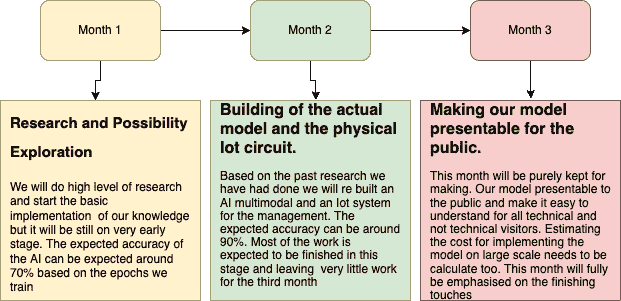 Month 1
Month 2
Month 3
Research and Possibility
Exploration
We will do high level of research
and start the basic
implementation of our knowledge
but it will be still on very early
stage. The expected accuracy of
the AI can be expected around
70% based on the epochs we
train
Building of the actual
model and the physical
Iot circuit.
Based on the past research we
have had done we will re built an
AI multimodal and an Iot system
for the management. The
expected accuracy can be around
90%. Most of the work is
expected to be finished in this
stage and leaving very little work
for the third month
Making our model
presentable for the
public.
This month will be purely kept for
making. Our model presentable to
the public and make it easy to
understand for all technical and
not technical visitors. Estimating
the cost for implementing the
model on large scale needs to be
calculate too. This month will fully
be emphasised on the finishing
touches